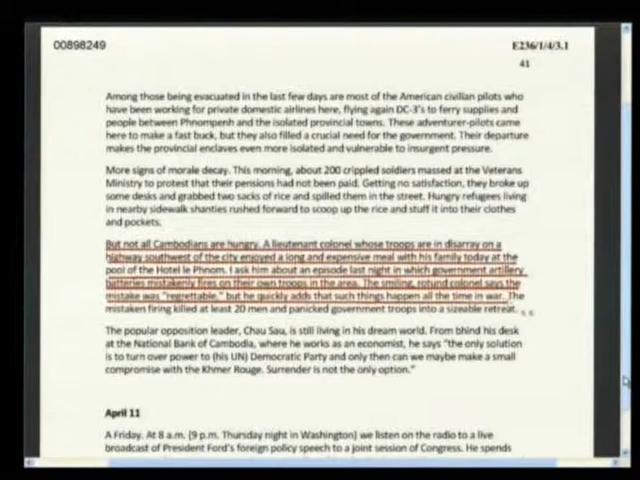 00898249
E236/1/4/3.1
41
Among those being evacuated in the last few days are most of the American civilian pilots who
have been working for private domestic airlines here, flying again DC-3's to ferry supplies and
people between Phnompenh and the isolated provincial towns. These adventurer-pilots came
here to make a fast buck, but they also filled a crucial need for the government. Their departure
makes the provincial enclaves even more isolated and vulnerable to insurgent pressure.
More signs of morale decay. This morning, about 200 crippled soldiers massed at the Veterans
Ministry to protest that their pensions had not been paid. Getting no satisfaction, they broke up
some desks and grabbed two sacks of rice and spilled them in the street. Hungry refugees living
in nearby sidewalk shanties rushed forward to scoop up the rice and stuff it into their clothes
and pockets.
But not all Cambodians are hungry. A lieutenant colonel whose troops are in disarray on a
highway southwest of the city enjoyed a long and expensive meal with his family today at the
pool of the Hotel le Phnom. I ask him about an episode last night in which government artillery
batteries mistakenly fires on their own troops in the area. The smiling, rotund colonel says the
mistake was "regrettable," but he quickly adds that such things happen all the time in war. The
mistaken firing killed at least 20 men and panicked government troops into a sizeable retreat.
The popular opposition leader, Chau Sau, is still living in his dream world. From bind his desk
at the National Bank of Cambodia, where he works as an economist, he says "the only solution
is to turn over power to (his UN) Democratic Party and only then can we maybe make a small
compromise with the Khmer Rouge. Surrender is not the only option."
April 11
A Friday. At 8 a.m. (9 p.m. Thursday night in Washington) we listen on the radio to a live
broadcast of President Ford's foreign policy speech to a joint session of Congress. He spends